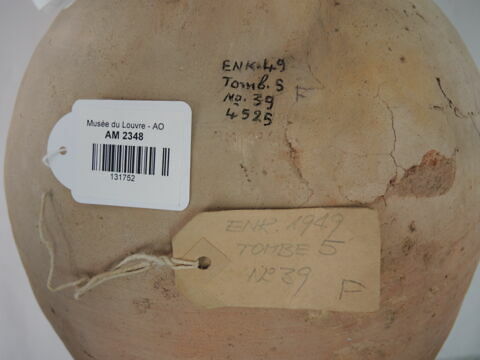 ENK.49
Tomb. 5
No. 39 F
4525
Musée du Louvre - AO
AM 2348
131752
ENK. 1949
TOMBE 5
No 39
F